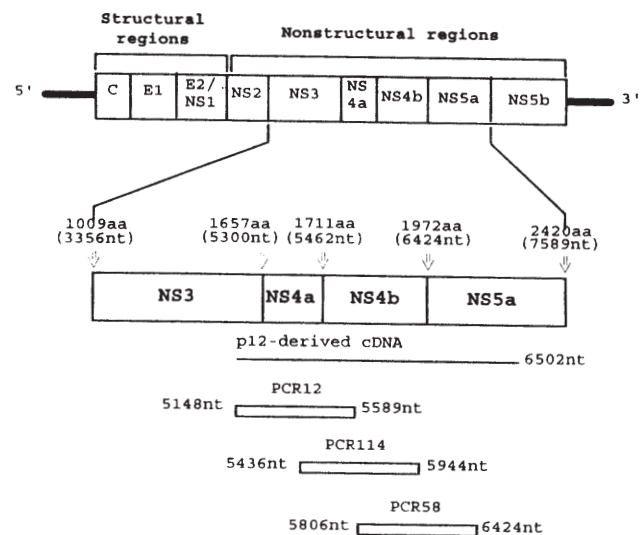 Structural regions
Nonstructural regions
5' C E1 E2/NS1 NS2 NS3 NS4a NS4b NS5a NS5b 3'
1009aa 1657aa 1711aa 1972aa 2420aa
(3356nt) (5300nt) (5462nt) (6424nt) (7589nt)
NS3 NS4a NS4b NS5a
p12-derived cDNA
6502nt
PCR12
5148nt 5589nt
PCR114
5436nt 5944nt
PCR58
5806nt 6424nt